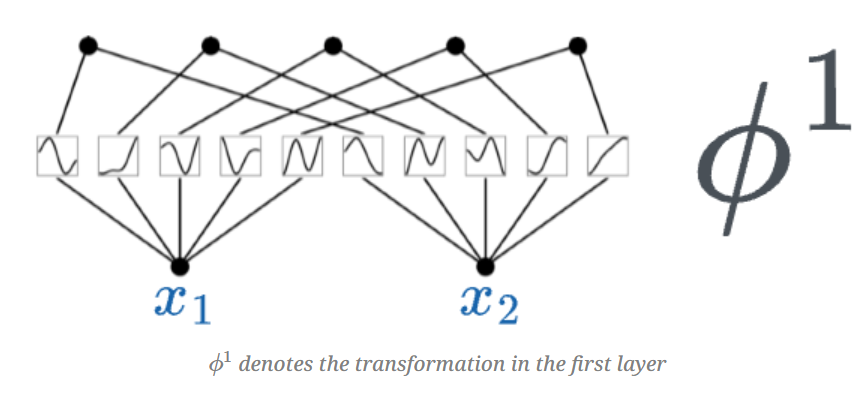 ϕ¹
x₁ x₂
ϕ¹ denotes the transformation in the first layer